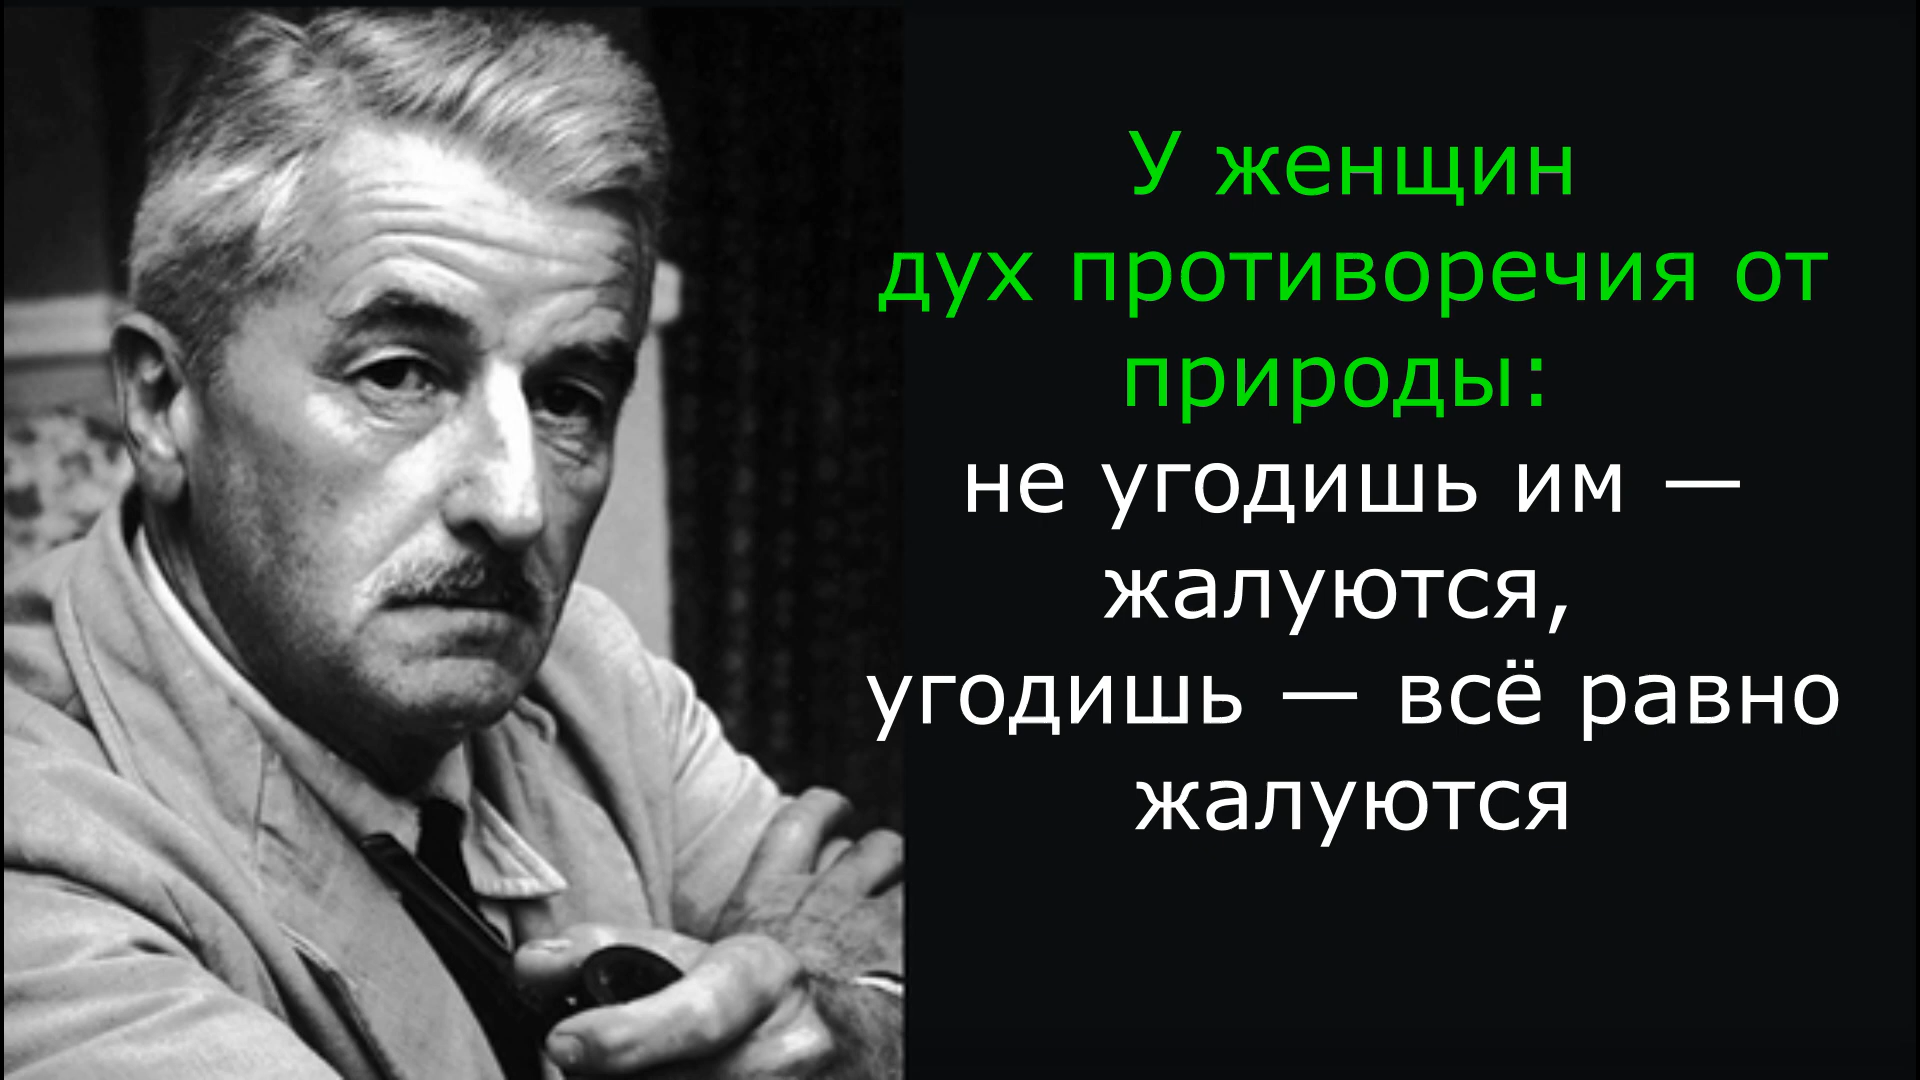 У женщин
дух противоречия от
природы:
не угодишь им —
жалуются,
угодишь — всё равно
жалуются